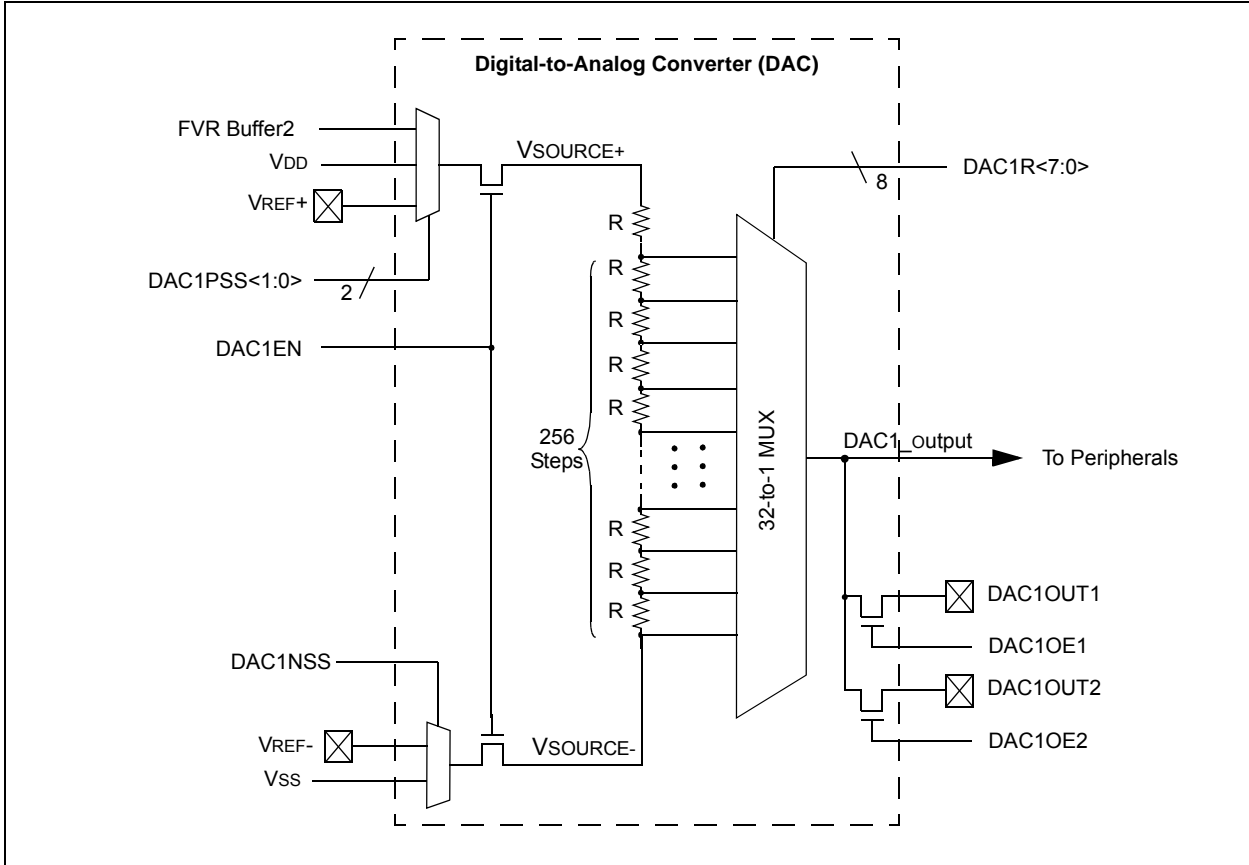 Digital-to-Analog Converter (DAC)
FVR Buffer2
VDD
VREF+
DAC1PSS<1:0>
2
DAC1EN
VSOURCE+
8
DAC1R<7:0>
R
R
R
R
R
256
Steps
R
R
R
32-to-1 MUX
DAC1_output
To Peripherals
DAC1OUT1
DAC1OE1
DAC1OUT2
DAC1OE2
DAC1NSS
VREF-
VSS
VSOURCE-